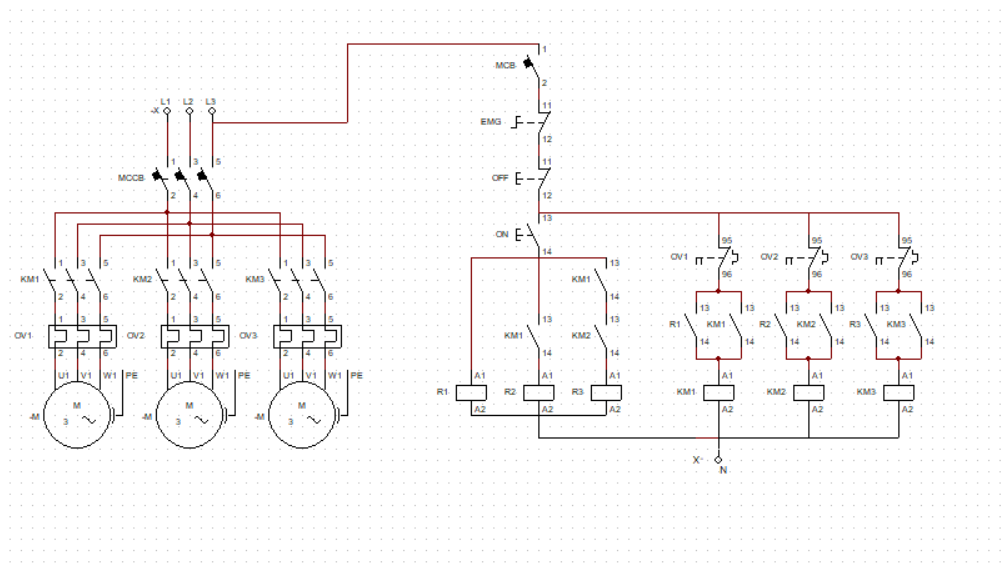 1
MCB
2
L1 L2 L3
-X
11
EMG
12
1 3 5
MCCB
2 4 6
11
OFF
12
13
ON
14
95 95 95
OV1 OV2 OV3
96 96 96
1 3 5 1 3 5 1 3 5
KM1 KM2 KM3
2 4 6 2 4 6 2 4 6
13
KM1
14
13 13 13 13 13 13
R1 KM1 R2 KM2 R3 KM3
14 14 14 14 14 14
1 3 5 1 3 5 1 3 5
OV1 OV2 OV3
2 4 6 2 4 6 2 4 6
13 13
KM1 KM2
14 14
U1 V1 W1 PE U1 V1 W1 PE U1 V1 W1 PE
A1 A1 A1 A1 A1 A1
R1 R2 R3 KM1 KM2 KM3
A2 A2 A2 A2 A2 A2
M M M
-M -M -M
3 3 3
X-
N